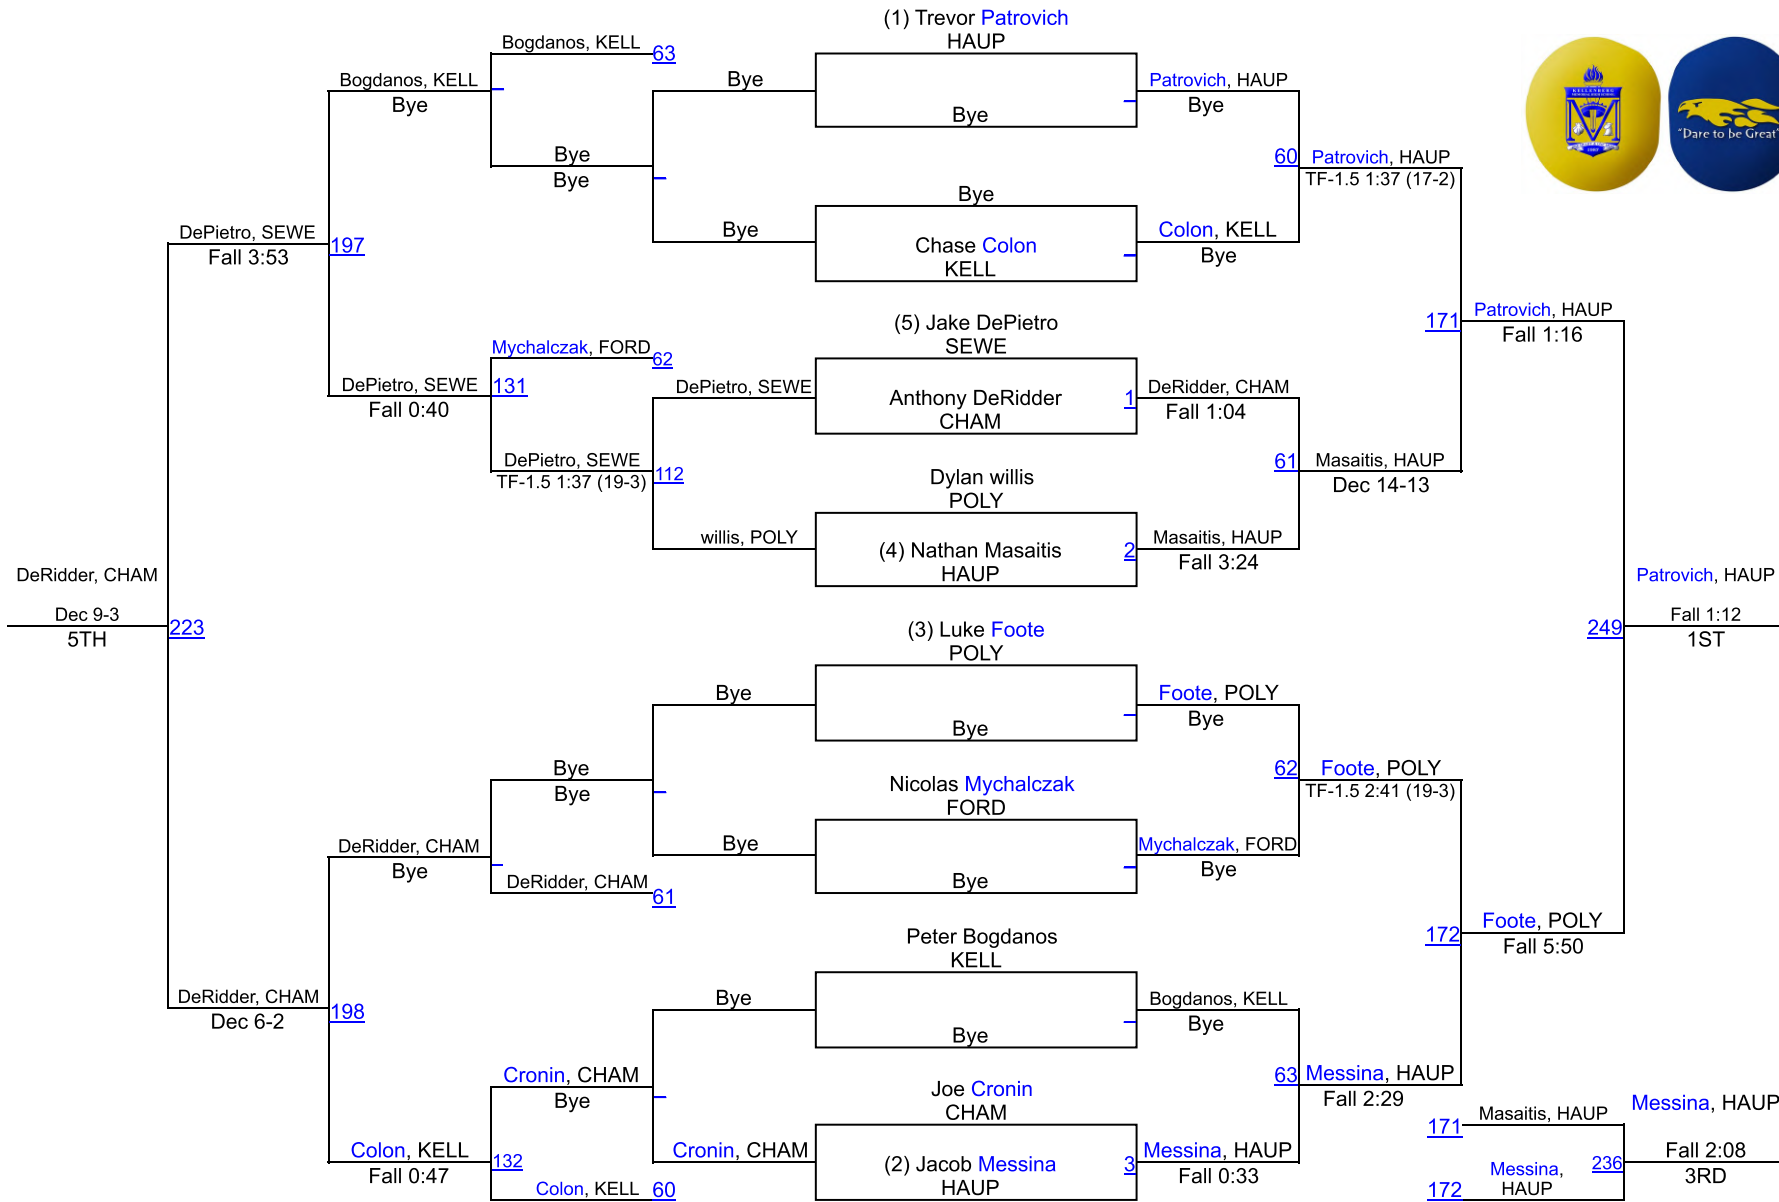 (1) Trevor Patrovich
HAUP
Bye
Bye
Chase Colon
KELL
(5) Jake DePietro
SEWE
Anthony DeRidder
CHAM
1
Dylan willis
POLY
(4) Nathan Masaitis
HAUP
2
(3) Luke Foote
POLY
Bye
Nicolas Mychalczak
FORD
Bye
Peter Bogdanos
KELL
Bye
Joe Cronin
CHAM
(2) Jacob Messina
HAUP
3
Patrovich, HAUP
Bye
Colon, KELL
Bye
DeRidder, CHAM
Fall 1:04
Masaitis, HAUP
Fall 3:24
Foote, POLY
Bye
Mychalczak, FORD
Bye
Bogdanos, KELL
Bye
Messina, HAUP
Fall 0:33
60
Patrovich, HAUP
TF-1.5 1:37 (17-2)
61
Masaitis, HAUP
Dec 14-13
62
Foote, POLY
TF-1.5 2:41 (19-3)
63
Messina, HAUP
Fall 2:29
171
Patrovich, HAUP
Fall 1:16
172
Foote, POLY
Fall 5:50
249
Patrovich, HAUP
Fall 1:12
1ST
171
Masaitis, HAUP
172
Messina,
HAUP
236
Messina, HAUP
Fall 2:08
3RD
Bye
Bye
DePietro, SEWE
willis, POLY
Bye
Bye
Bye
Cronin, CHAM
Bogdanos, KELL
63
Bye
Bye
Mychalczak, FORD
62
DePietro, SEWE
TF-1.5 1:37 (19-3)
112
Bye
Bye
DeRidder, CHAM
61
Cronin, CHAM
Bye
Colon, KELL
60
Bogdanos, KELL
Bye
DePietro, SEWE
Fall 0:40
131
DeRidder, CHAM
Bye
Colon, KELL
Fall 0:47
132
DePietro, SEWE
Fall 3:53
197
DeRidder, CHAM
Dec 6-2
198
DeRidder, CHAM
Dec 9-3
5TH
223
KELLENBERG
"Dare to be Great"